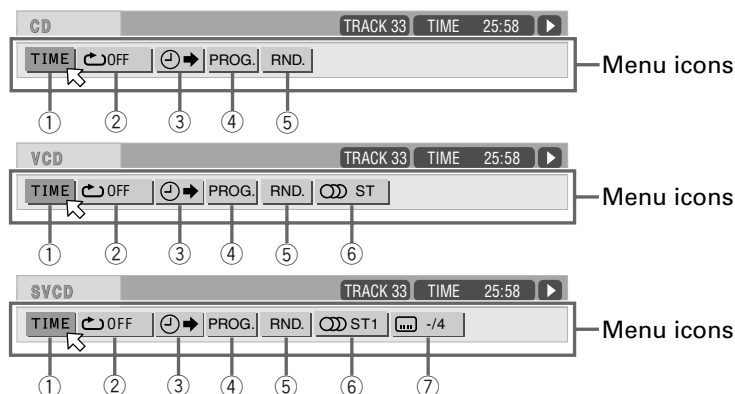 CD TRACK 33 TIME 25:58
TIME OFF PROG. RND. Menu icons
1 2 3 4 5
VCD TRACK 33 TIME 25:58
TIME OFF PROG. RND. ST Menu icons
1 2 3 4 5 6
SVCD TRACK 33 TIME 25:58
TIME OFF PROG. RND. ST1 -/4 Menu icons
1 2 3 4 5 6 7